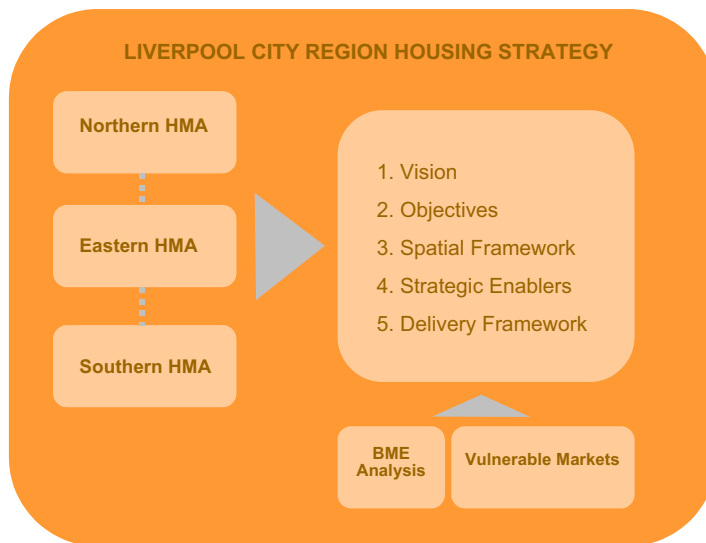 LIVERPOOL CITY REGION HOUSING STRATEGY
Northern HMA
Eastern HMA
Southern HMA
1. Vision
2. Objectives
3. Spatial Framework
4. Strategic Enablers
5. Delivery Framework
BME
Analysis
Vulnerable Markets